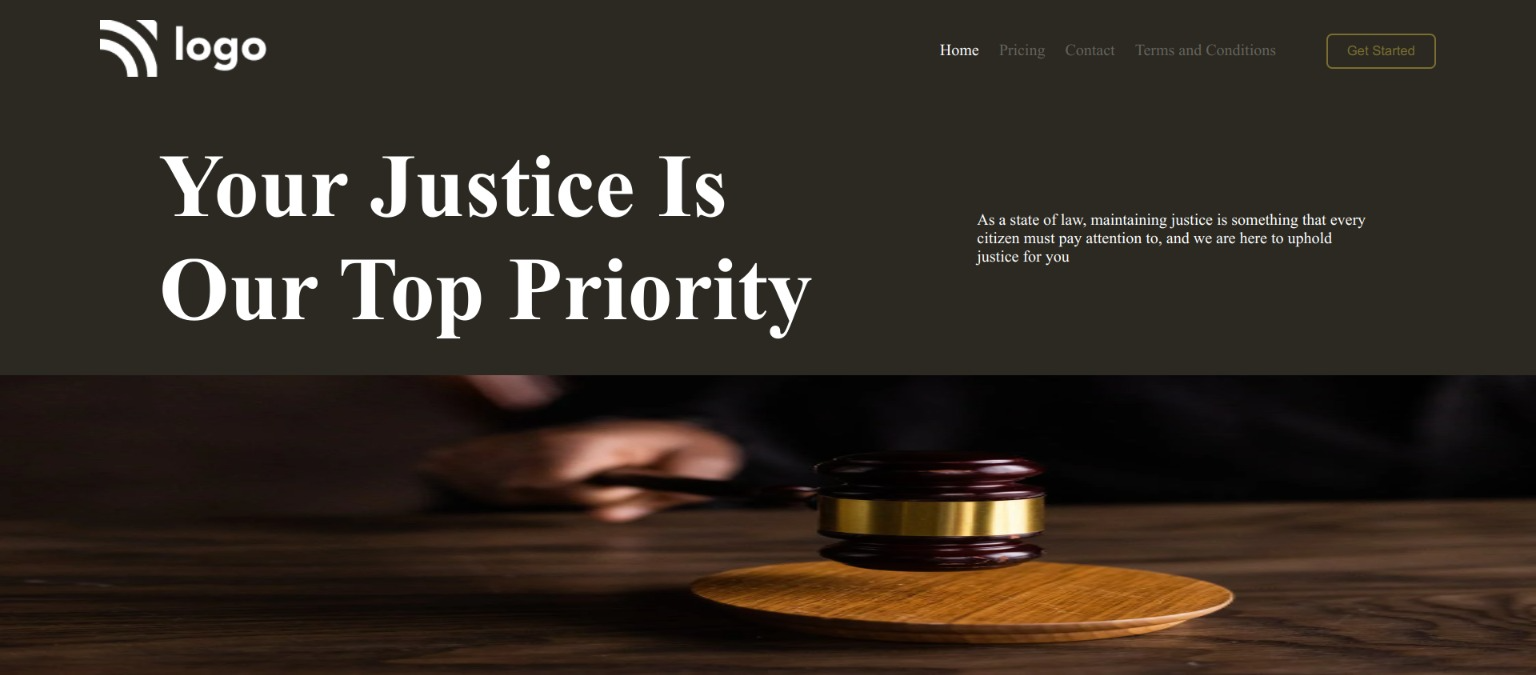 logo
Home Pricing Contact Terms and Conditions Get Started
Your Justice Is
Our Top Priority
As a state of law, maintaining justice is something that every
citizen must pay attention to, and we are here to uphold
justice for you